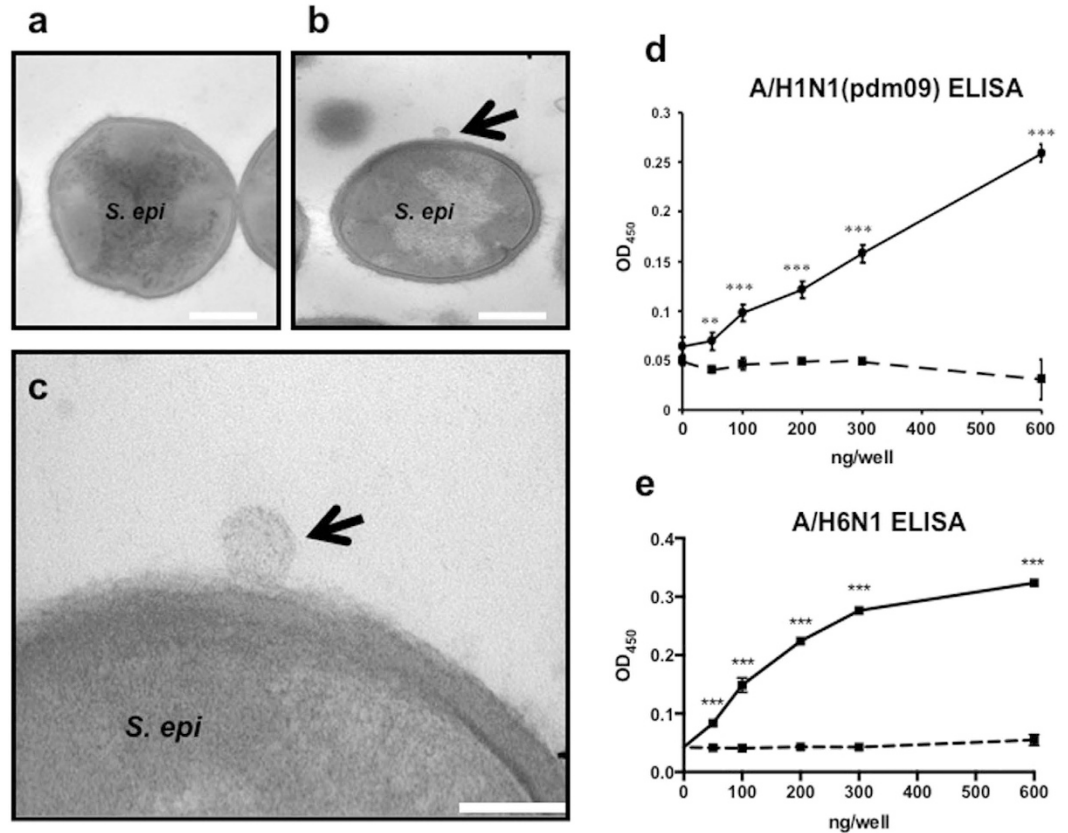 a
b
S. epi
S. epi
c
S. epi
d
A/H1N1(pdm09) ELISA
0.3
0.25
0.2
0.15
0.1
0.05
0
OD450
***
***
***
***
**
0 100 200 300 400 500 600
ng/well
e
A/H6N1 ELISA
0.4
0.3
0.2
0.1
0.0
OD450
***
***
***
***
***
0 100 200 300 400 500 600
ng/well